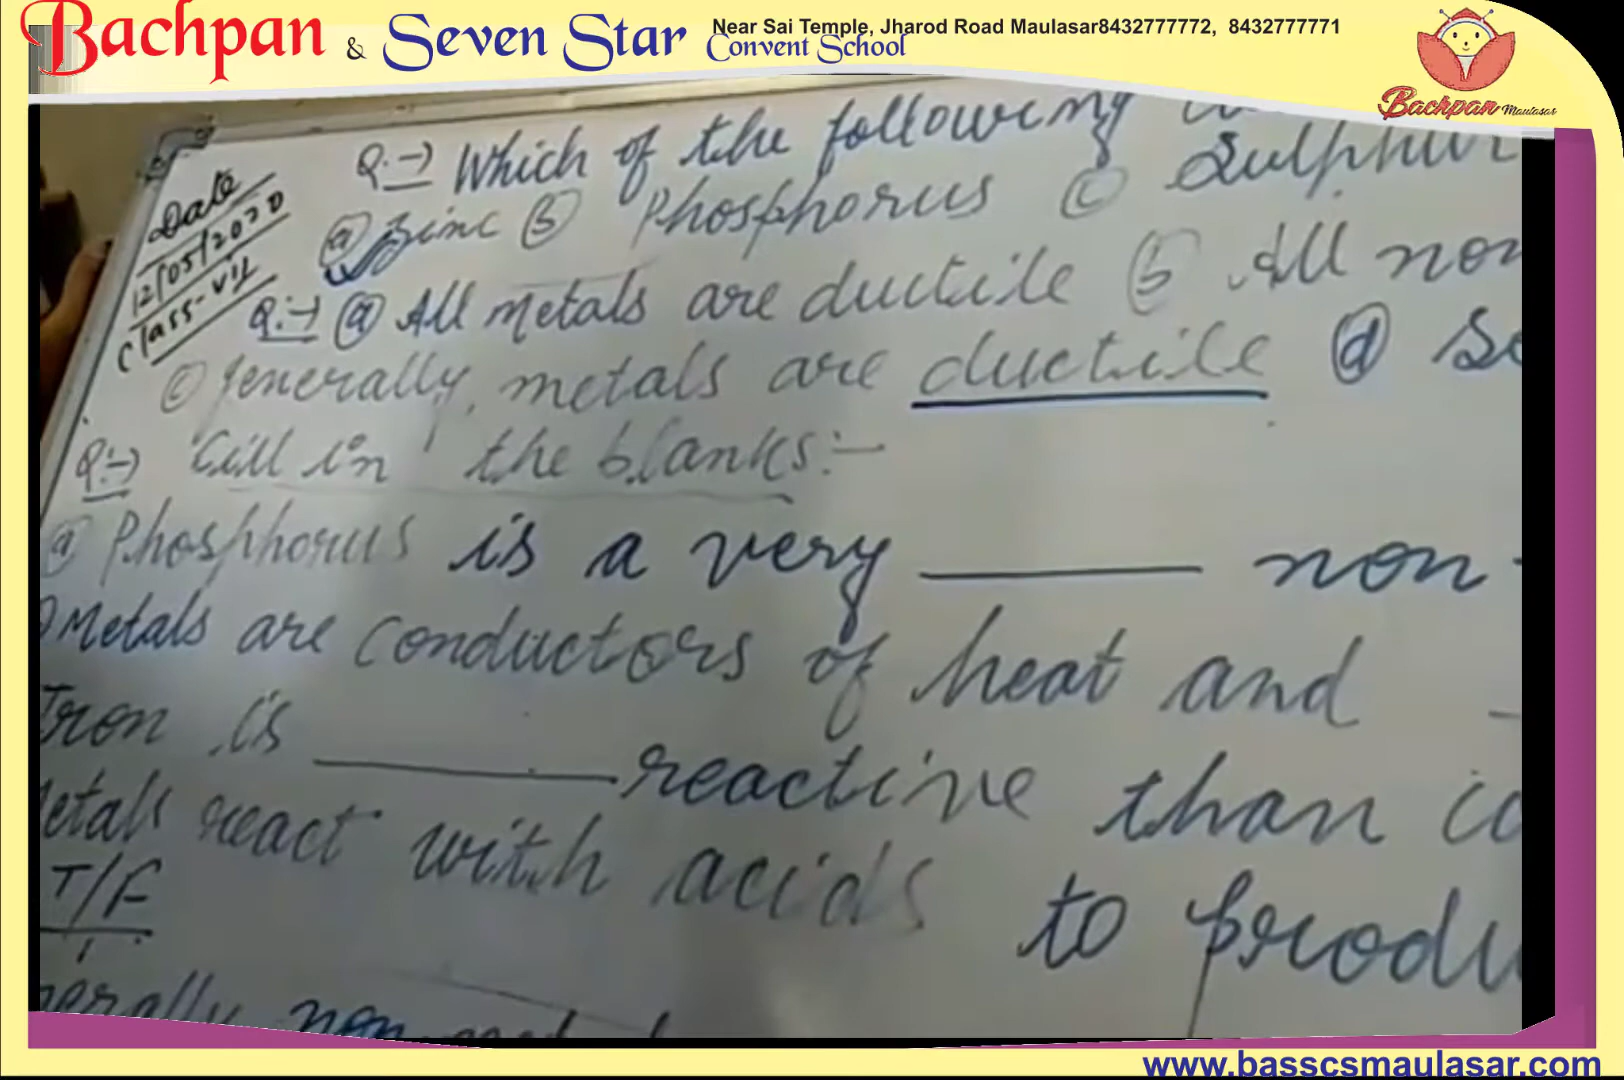 Bachpan & Seven Star Convent School
Near Sai Temple, Jharod Road Maulasar8432777772, 8432777771
Bachpan Maulasar
Date
12/05/2020
Class-VII
Q.→ Which of the following
(a) Zinc (b) Phosphorus (c) Sulphur
Q.→ (a) All metals are ductile (b) All non
(c) generally, metals are ductile (d)
Q.→ Fill in the blanks:-
(a) Phosphorus is a very ______ non-
Metals are conductors of heat and
Iron is ______ reactive than co
etals react with acids to produ
T/F
nerally non
www.basscsmaulasar.com